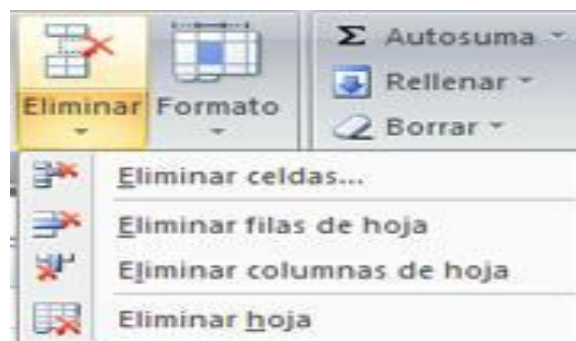 Eliminar Formato
Σ Autosuma
Rellenar
Borrar
Eliminar celdas...
Eliminar filas de hoja
Eliminar columnas de hoja
Eliminar hoja